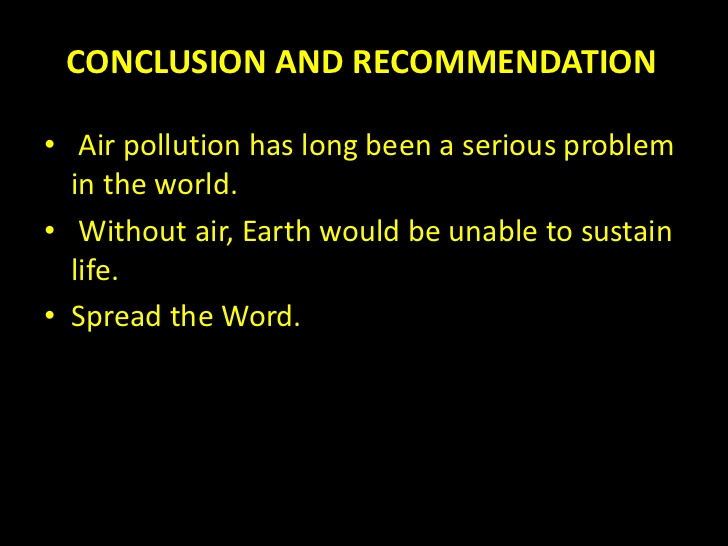 CONCLUSION AND RECOMMENDATION
• Air pollution has long been a serious problem
in the world.
• Without air, Earth would be unable to sustain
life.
• Spread the Word.